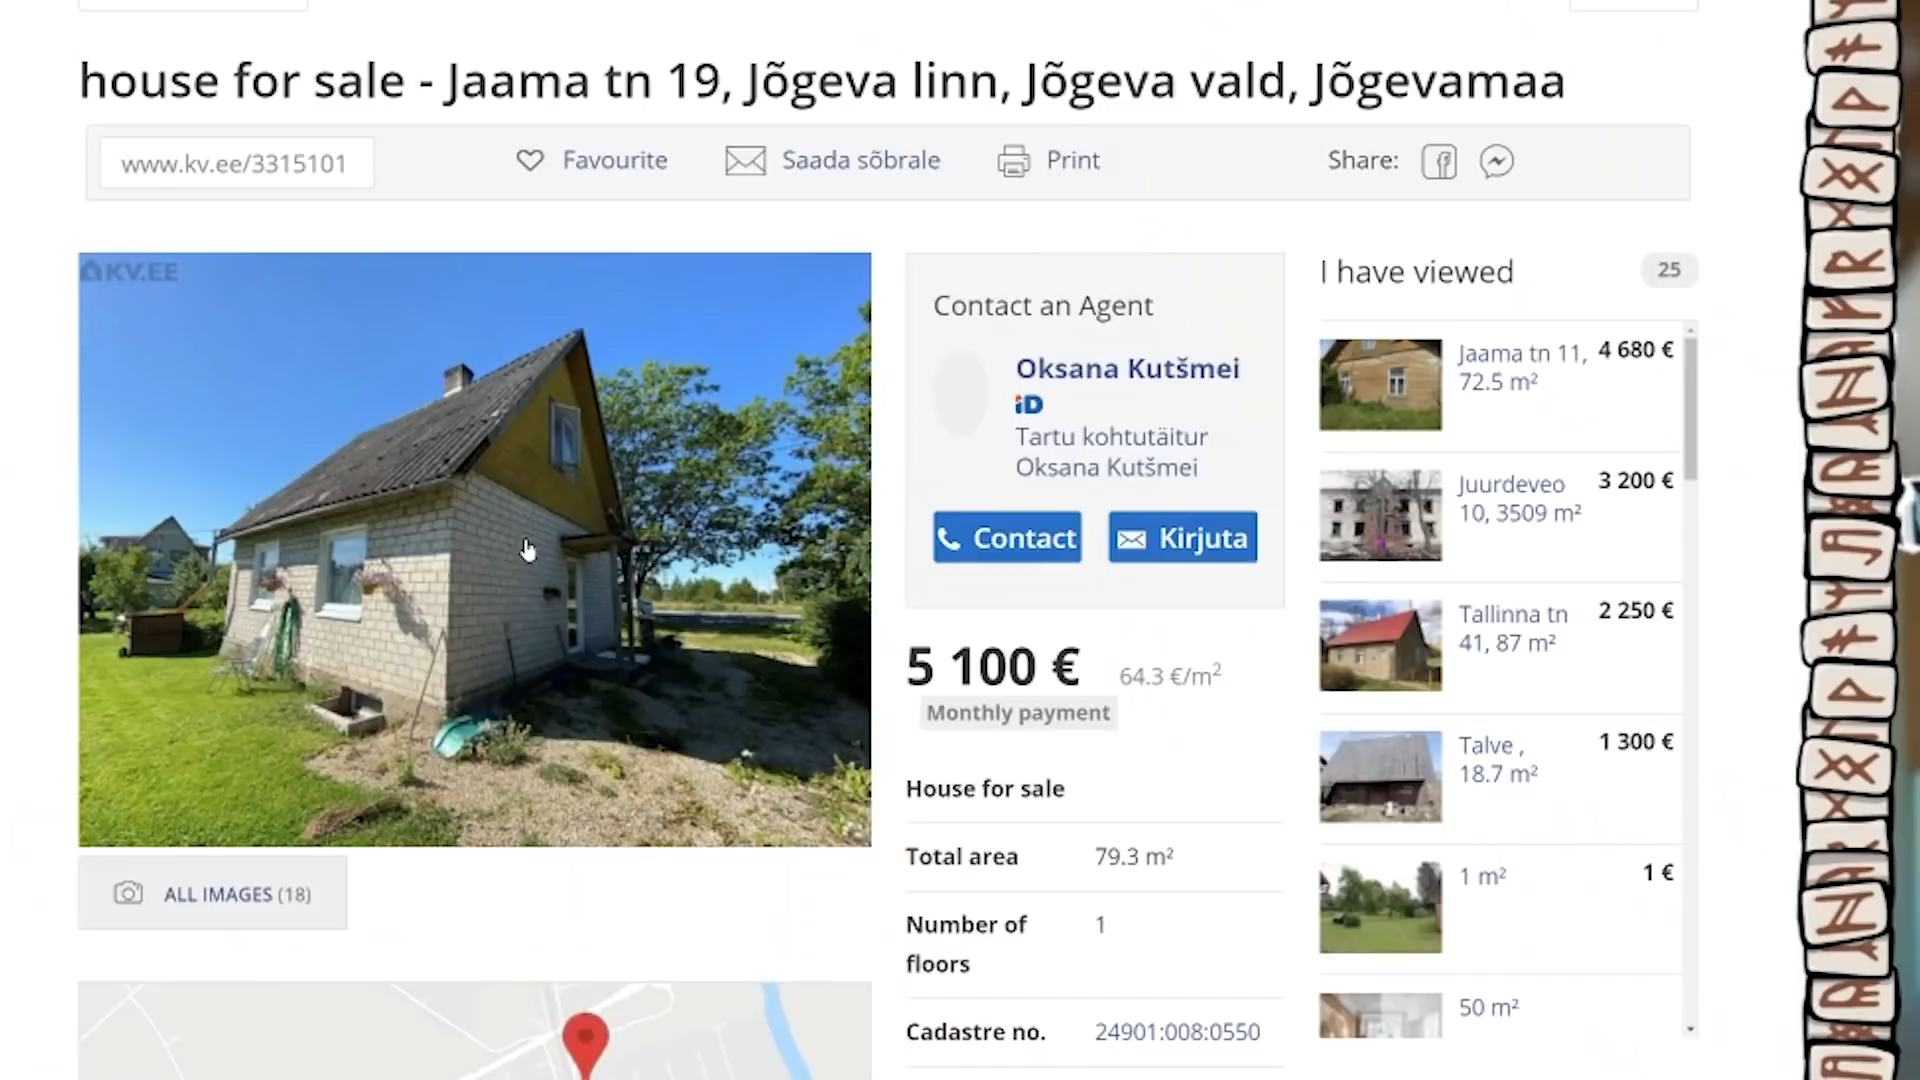 house for sale - Jaama tn 19, Jõgeva linn, Jõgeva vald, Jõgevamaa
www.kv.ee/3315101
Favourite
Saada sõbrale
Print
Share:
KV.EE
ALL IMAGES (18)
Contact an Agent
Oksana Kutšmei
iD
Tartu kohtutäitur
Oksana Kutšmei
Contact
Kirjuta
5 100 €
64.3 €/m²
Monthly payment
House for sale
Total area
79.3 m²
Number of
floors
1
Cadastre no.
24901:008:0550
I have viewed
25
Jaama tn 11,
72.5 m²
4 680 €
Juurdeveo
10, 3509 m²
3 200 €
Tallinna tn
41, 87 m²
2 250 €
Talve ,
18.7 m²
1 300 €
1 m²
1 €
50 m²